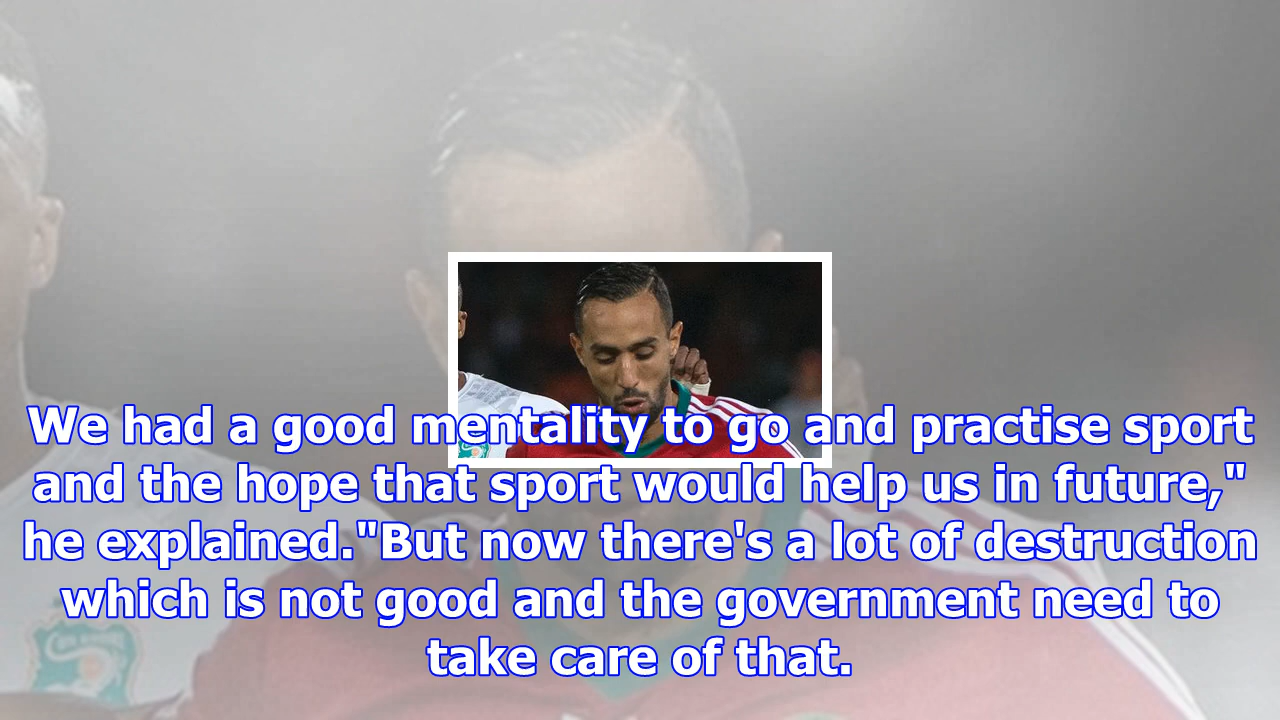 We had a good mentality to go and practise sport
and the hope that sport would help us in future,"
he explained."But now there's a lot of destruction
which is not good and the government need to
take care of that.